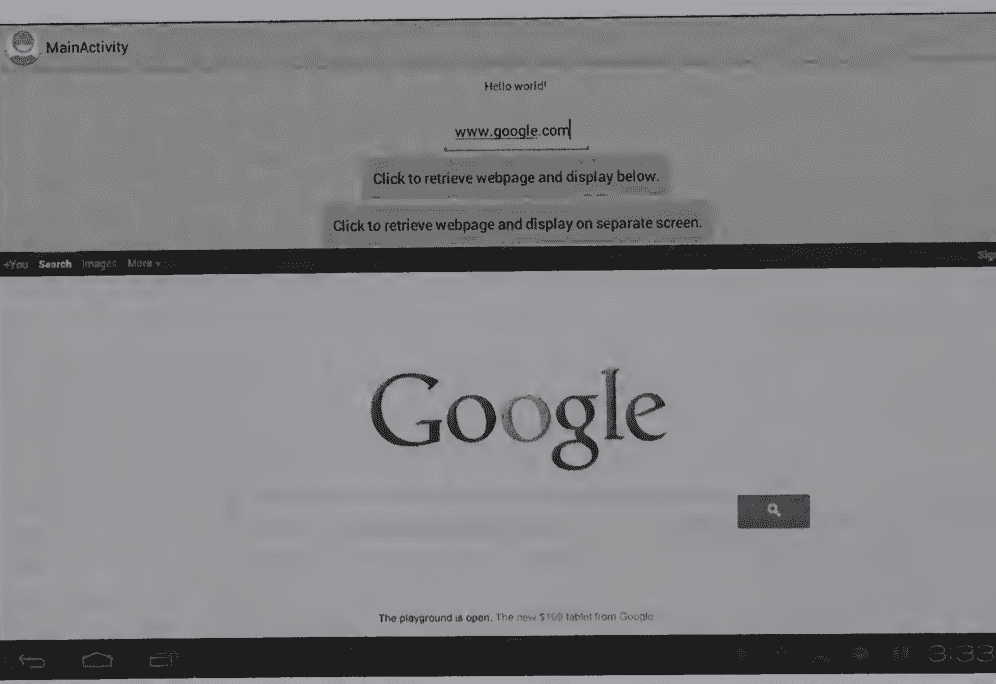 MainActivity
Hello world!
www.google.com
Click to retrieve webpage and display below.
Click to retrieve webpage and display on separate screen.
+You Search Images More
Sig
Google
The playground is open. The new $199 tablet from Google
3:33